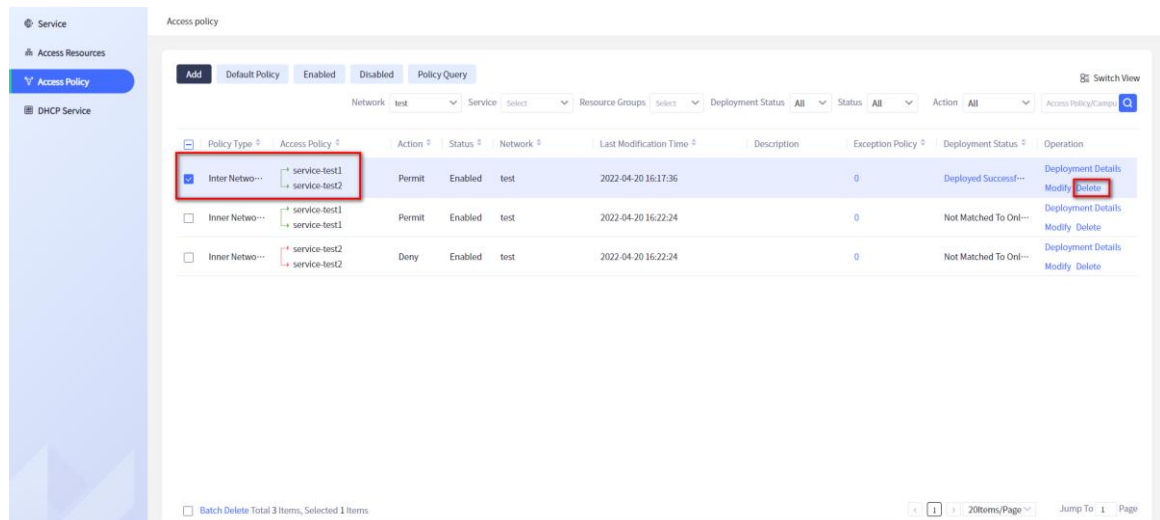 Service
Access Resources
Access Policy
DHCP Service
Access policy
Add Default Policy Enabled Disabled Policy Query
Switch View
Network test Service Select Resource Groups Select Deployment Status All Status All Action All Access Policy/Campu
Policy Type Access Policy Action Status Network Last Modification Time Description Exception Policy Deployment Status Operation
Inter Netwo··· service-test1 service-test2 Permit Enabled test 2022-04-20 16:17:36 0 Deployed Successf··· Deployment Details Modify Delete
Inner Netwo··· service-test1 service-test1 Permit Enabled test 2022-04-20 16:22:24 0 Not Matched To Onl··· Deployment Details Modify Delete
Inner Netwo··· service-test2 service-test2 Deny Enabled test 2022-04-20 16:22:24 0 Not Matched To Onl··· Deployment Details Modify Delete
Batch Delete Total 3 Items, Selected 1 Items
< 1 > 20Items/Page Jump To 1 Page